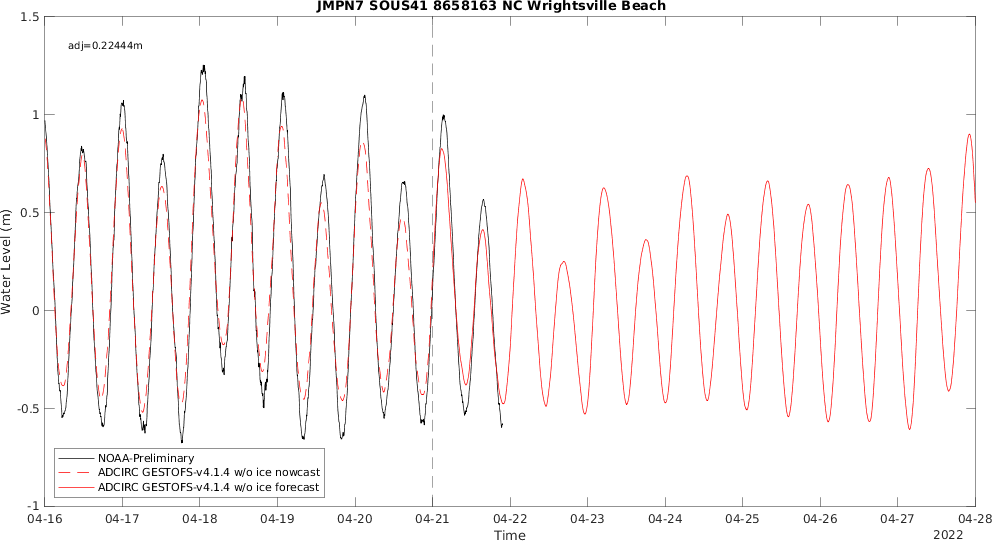 JMPN7 SOUS41 8658163 NC Wrightsville Beach
1.5
adj=0.22444m
1
0.5
Water Level (m)
0
-0.5
NOAA-Preliminary
ADCIRC GESTOFS-v4.1.4 w/o ice nowcast
ADCIRC GESTOFS-v4.1.4 w/o ice forecast
-1
04-16 04-17 04-18 04-19 04-20 04-21 04-22 04-23 04-24 04-25 04-26 04-27 04-28
Time
2022